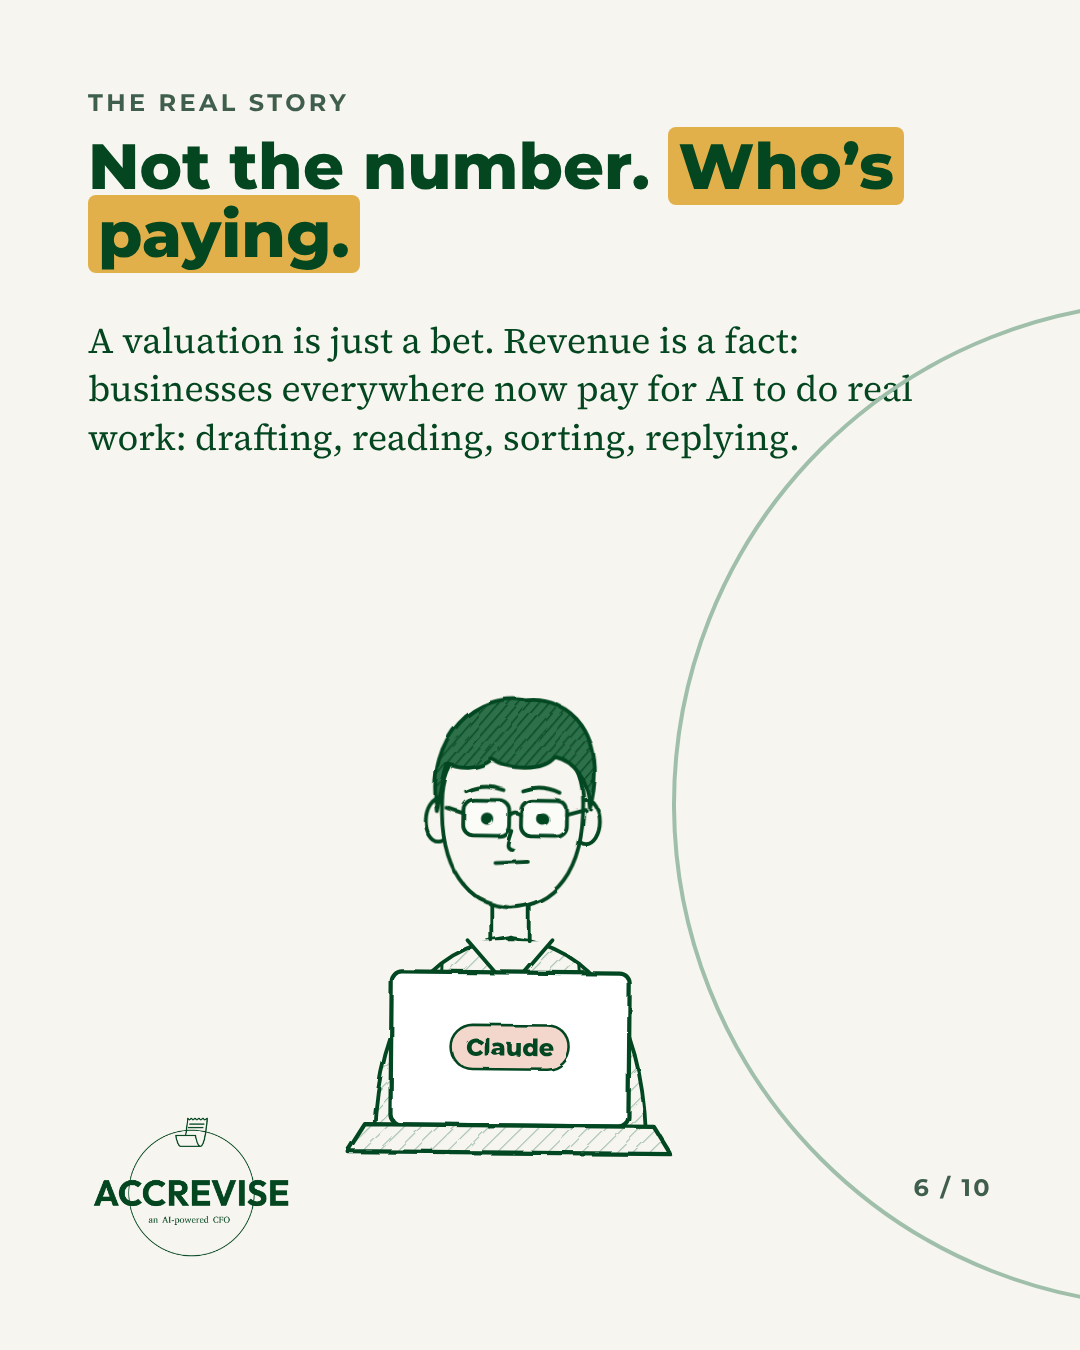 THE REAL STORY
Not the number. Who’s
paying.
A valuation is just a bet. Revenue is a fact:
businesses everywhere now pay for AI to do real
work: drafting, reading, sorting, replying.
Claude
ACCREVISE
an AI-powered CFO
6 / 10